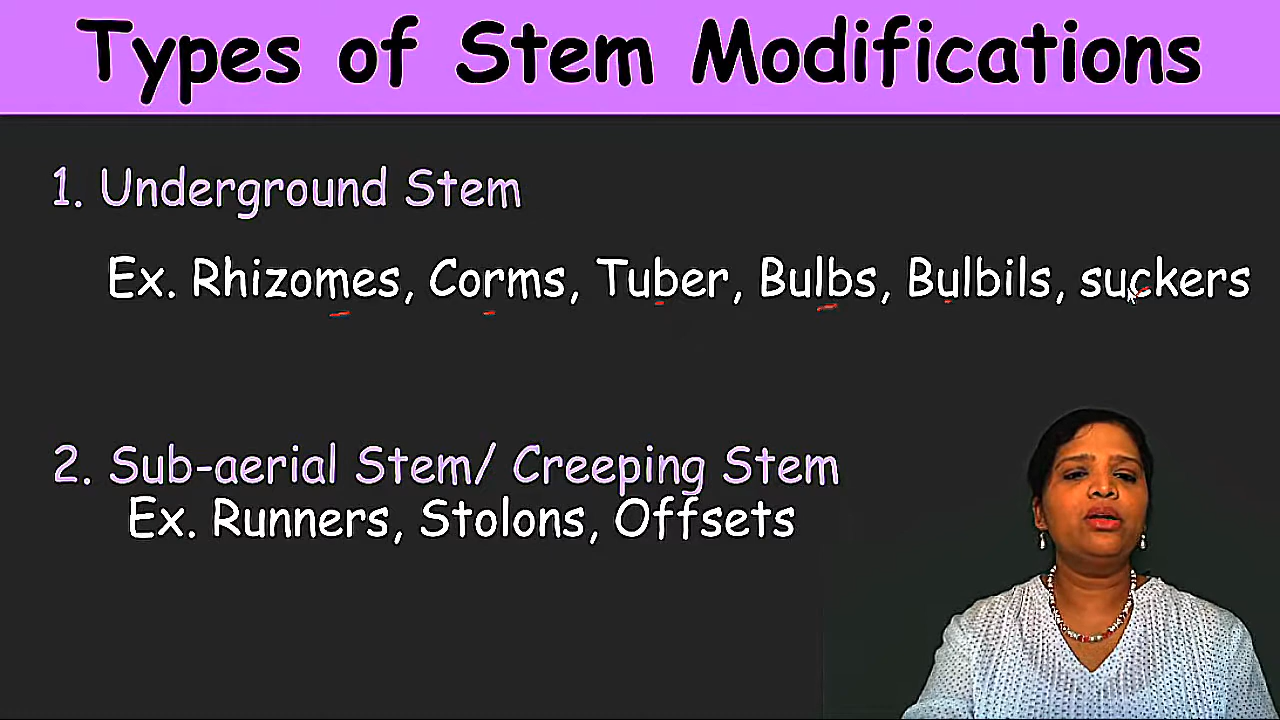 Types of Stem Modifications
1. Underground Stem
Ex. Rhizomes, Corms, Tuber, Bulbs, Bulbils, suckers
2. Sub-aerial Stem/ Creeping Stem
Ex. Runners, Stolons, Offsets